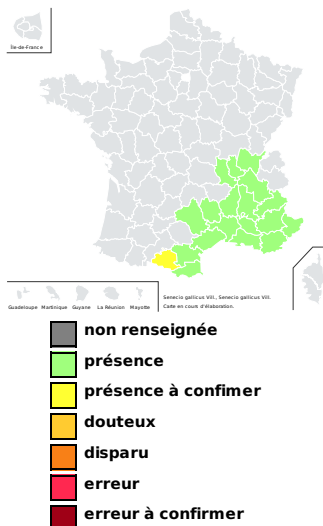 Île-de-France
Guadeloupe Martinique Guyane La Réunion Mayotte
Senecio gallicus Vill., Senecio gallicus Vill.
Carte en cours d'élaboration.
non renseignée
présence
présence à confimer
douteux
disparu
erreur
erreur à confirmer